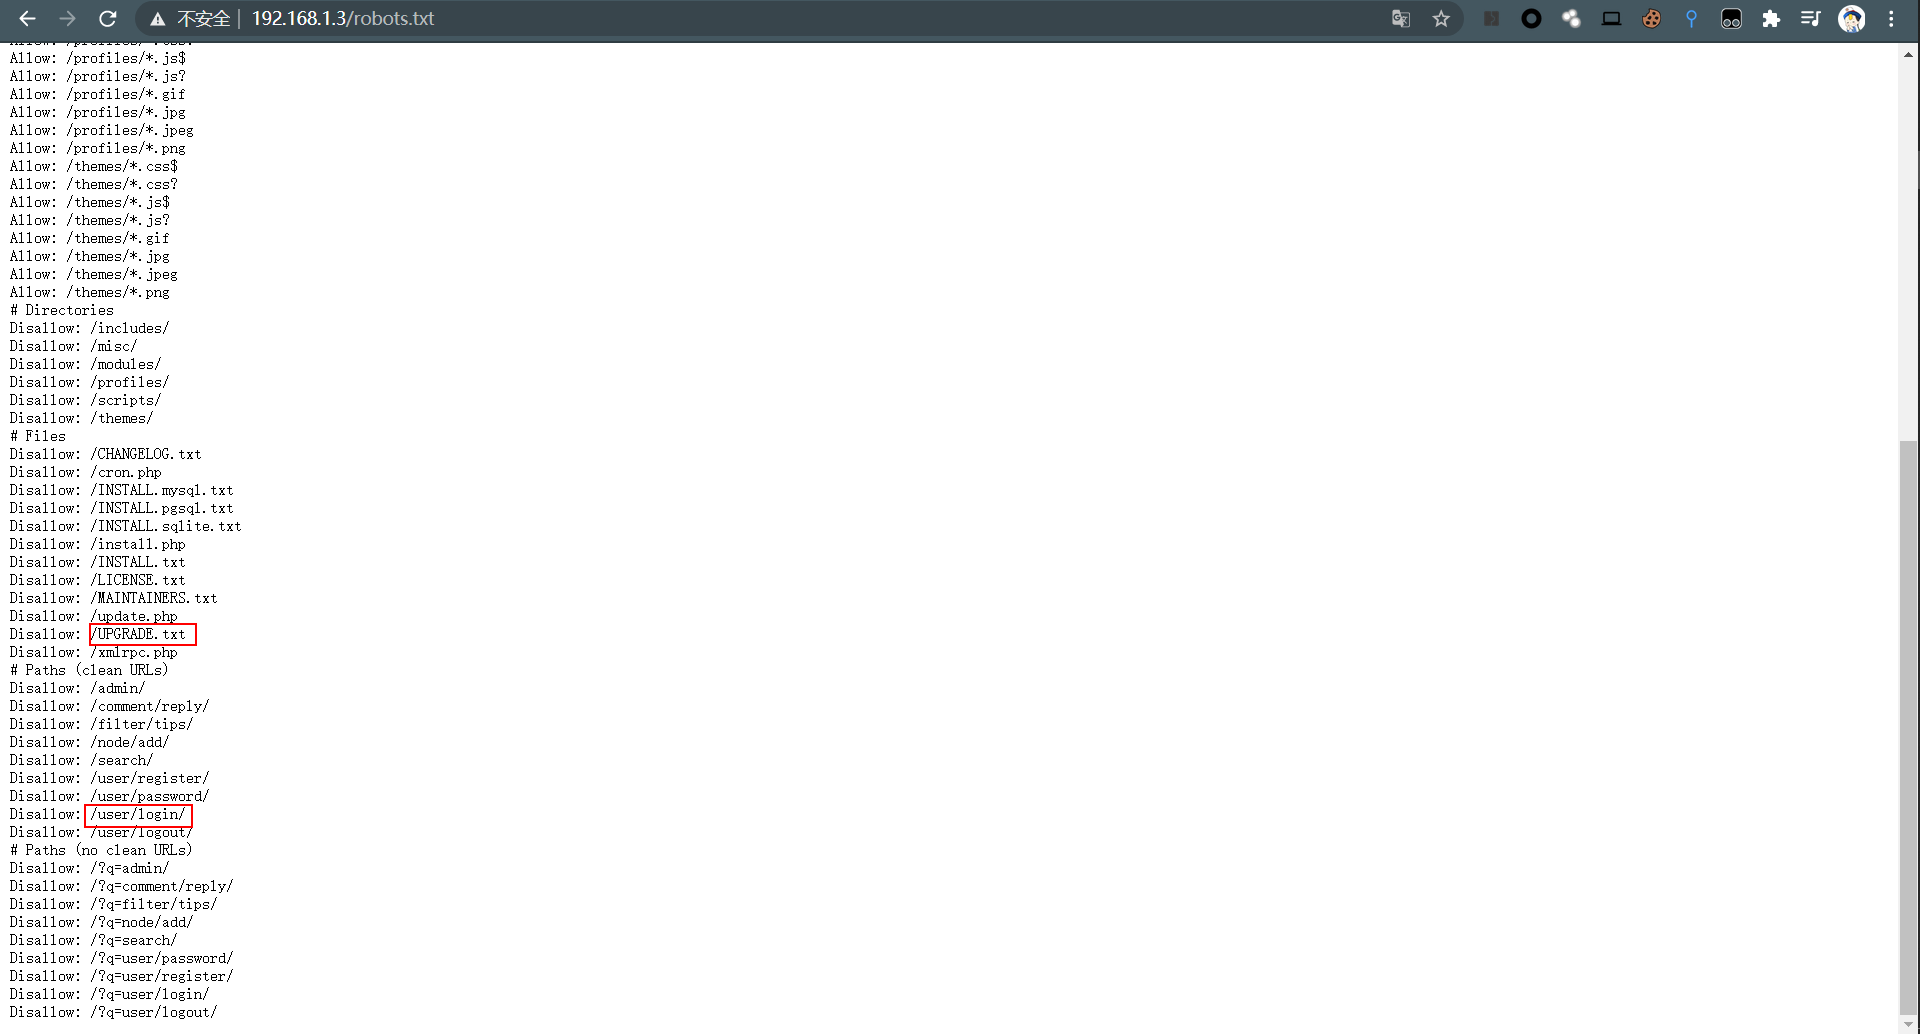 不安全 192.168.1.3/robots.txt
Allow: /profiles/*.css?
Allow: /profiles/*.js$
Allow: /profiles/*.js?
Allow: /profiles/*.gif
Allow: /profiles/*.jpg
Allow: /profiles/*.jpeg
Allow: /profiles/*.png
Allow: /themes/*.css$
Allow: /themes/*.css?
Allow: /themes/*.js$
Allow: /themes/*.js?
Allow: /themes/*.gif
Allow: /themes/*.jpg
Allow: /themes/*.jpeg
Allow: /themes/*.png
# Directories
Disallow: /includes/
Disallow: /misc/
Disallow: /modules/
Disallow: /profiles/
Disallow: /scripts/
Disallow: /themes/
# Files
Disallow: /CHANGELOG.txt
Disallow: /cron.php
Disallow: /INSTALL.mysql.txt
Disallow: /INSTALL.pgsql.txt
Disallow: /INSTALL.sqlite.txt
Disallow: /install.php
Disallow: /INSTALL.txt
Disallow: /LICENSE.txt
Disallow: /MAINTAINERS.txt
Disallow: /update.php
Disallow: /UPGRADE.txt
Disallow: /xmlrpc.php
# Paths (clean URLs)
Disallow: /admin/
Disallow: /comment/reply/
Disallow: /filter/tips/
Disallow: /node/add/
Disallow: /search/
Disallow: /user/register/
Disallow: /user/password/
Disallow: /user/login/
Disallow: /user/logout/
# Paths (no clean URLs)
Disallow: /?q=admin/
Disallow: /?q=comment/reply/
Disallow: /?q=filter/tips/
Disallow: /?q=node/add/
Disallow: /?q=search/
Disallow: /?q=user/password/
Disallow: /?q=user/register/
Disallow: /?q=user/login/
Disallow: /?q=user/logout/